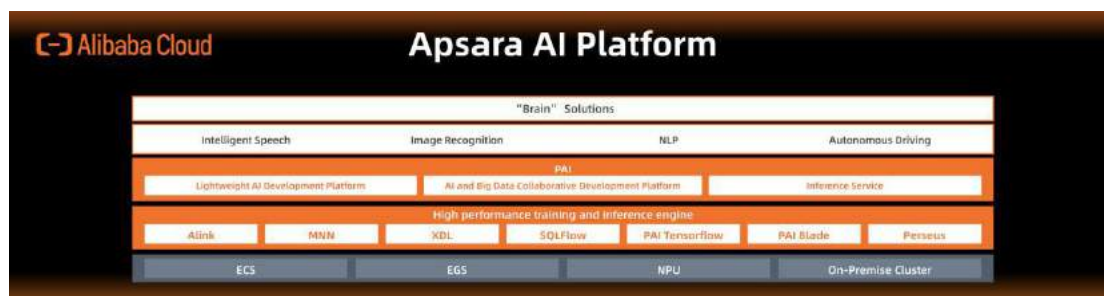 Alibaba Cloud
Apsara AI Platform
"Brain" Solutions
Intelligent Speech Image Recognition NLP Autonomous Driving
PAI
Lightweight AI Development Platform AI and Big Data Collaborative Development Platform Inference Service
High performance training and inference engine
Alink MNN XDL SQLFlow PAI Tensorflow PAI Blade Perseus
ECS EGS NPU On-Premise Cluster